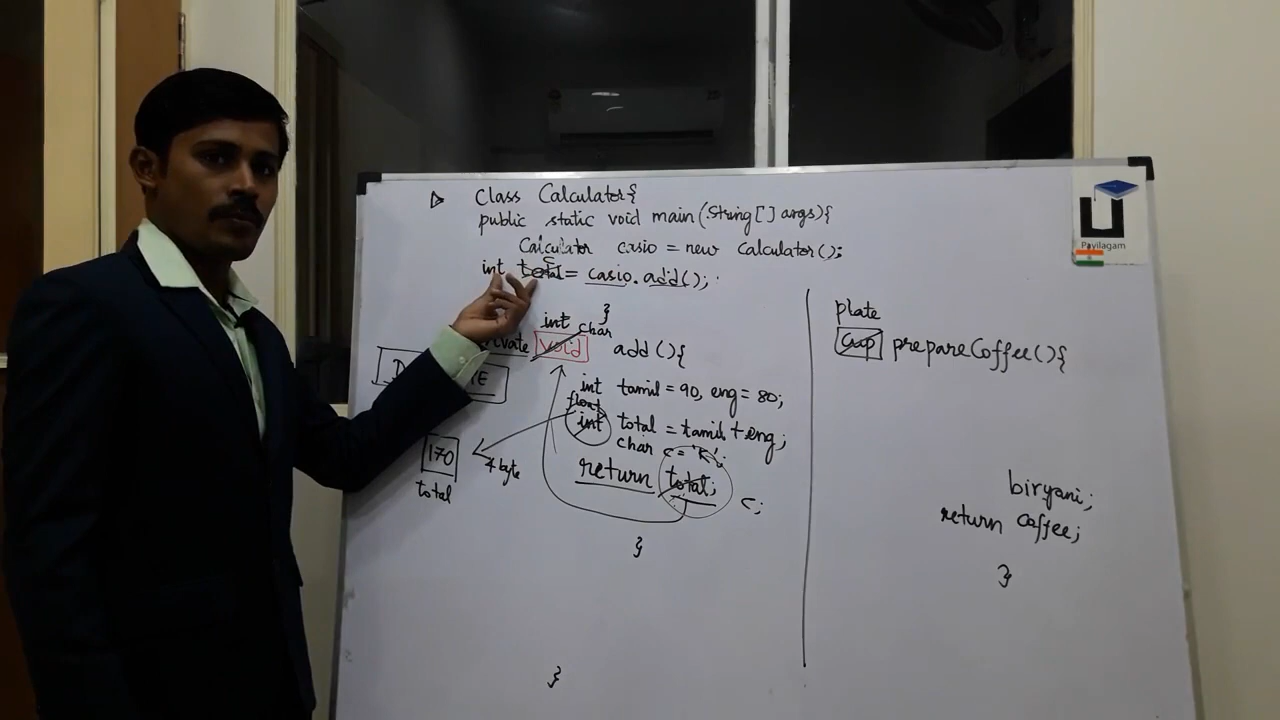 Class Calculator{
public static void main(String[] args){
Calculator casio = new calculator();
int total = casio.add();
}
int char
void add(){
int tamil = 90, eng = 80;
float
int total = tamil + eng;
char c = 'K';
return total; c;
}
}
170
total
4 byte
plate
cup prepareCoffee(){
biryani;
return coffee;
}
Payilagam